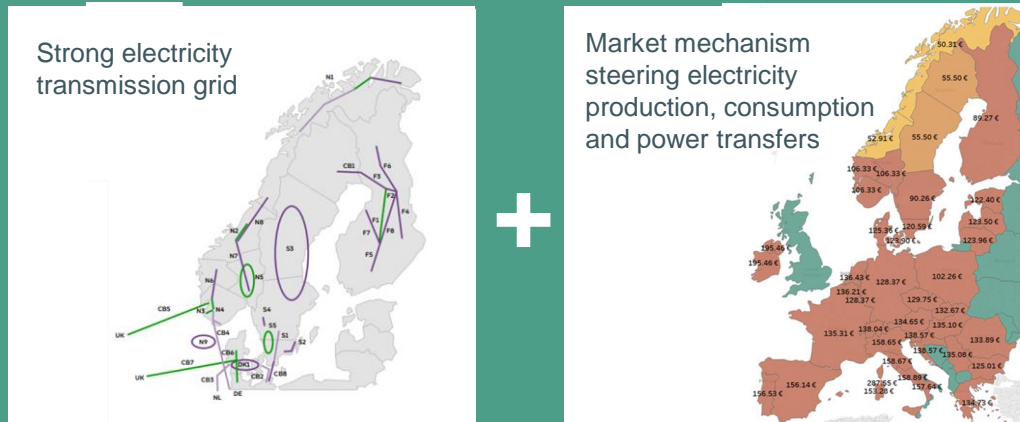 Strong electricity
transmission grid
N1
CB1
F6
F3
F2
F1
F4
F7
F8
F5
N8
N2
N7
S3
N5
N6
CB5
N3
N4
S4
S5
UK
CB4
S1
S2
N9
CB6
CB7
DK1
UK
CB3
CB2
CB8
NL
DE
+
Market mechanism
steering electricity
production, consumption
and power transfers
50.31 €
55.50 €
89.27 €
52.91 €
55.50 €
106.33 €
106.33 €
106.33 €
90.26 €
122.40 €
123.50 €
125.36 €
120.59 €
123.90 €
123.96 €
195.46 €
195.46 €
136.43 €
128.37 €
102.26 €
136.21 €
128.37 €
129.75 €
132.67 €
134.65 €
135.10 €
135.31 €
138.04 €
138.57 €
158.65 €
133.89 €
138.57 €
135.08 €
158.67 €
125.01 €
156.14 €
156.53 €
287.55 €
153.28 €
158.89 €
157.64 €
134.73 €